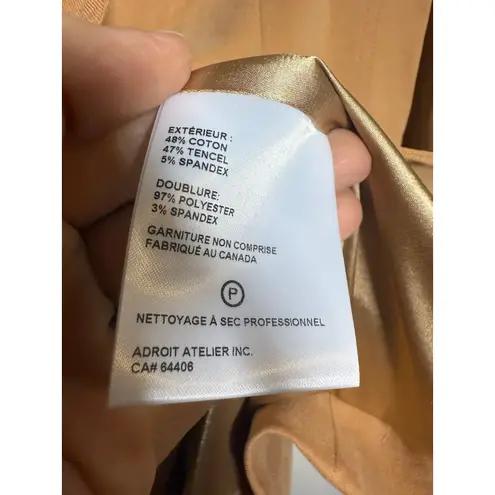 EXTÉRIEUR :
48% COTON
47% TENCEL
5% SPANDEX
DOUBLURE:
97% POLYESTER
3% SPANDEX
GARNITURE NON COMPRISE
FABRIQUÉ AU CANADA
P
NETTOYAGE À SEC PROFESSIONNEL
ADROIT ATELIER INC.
CA# 64406